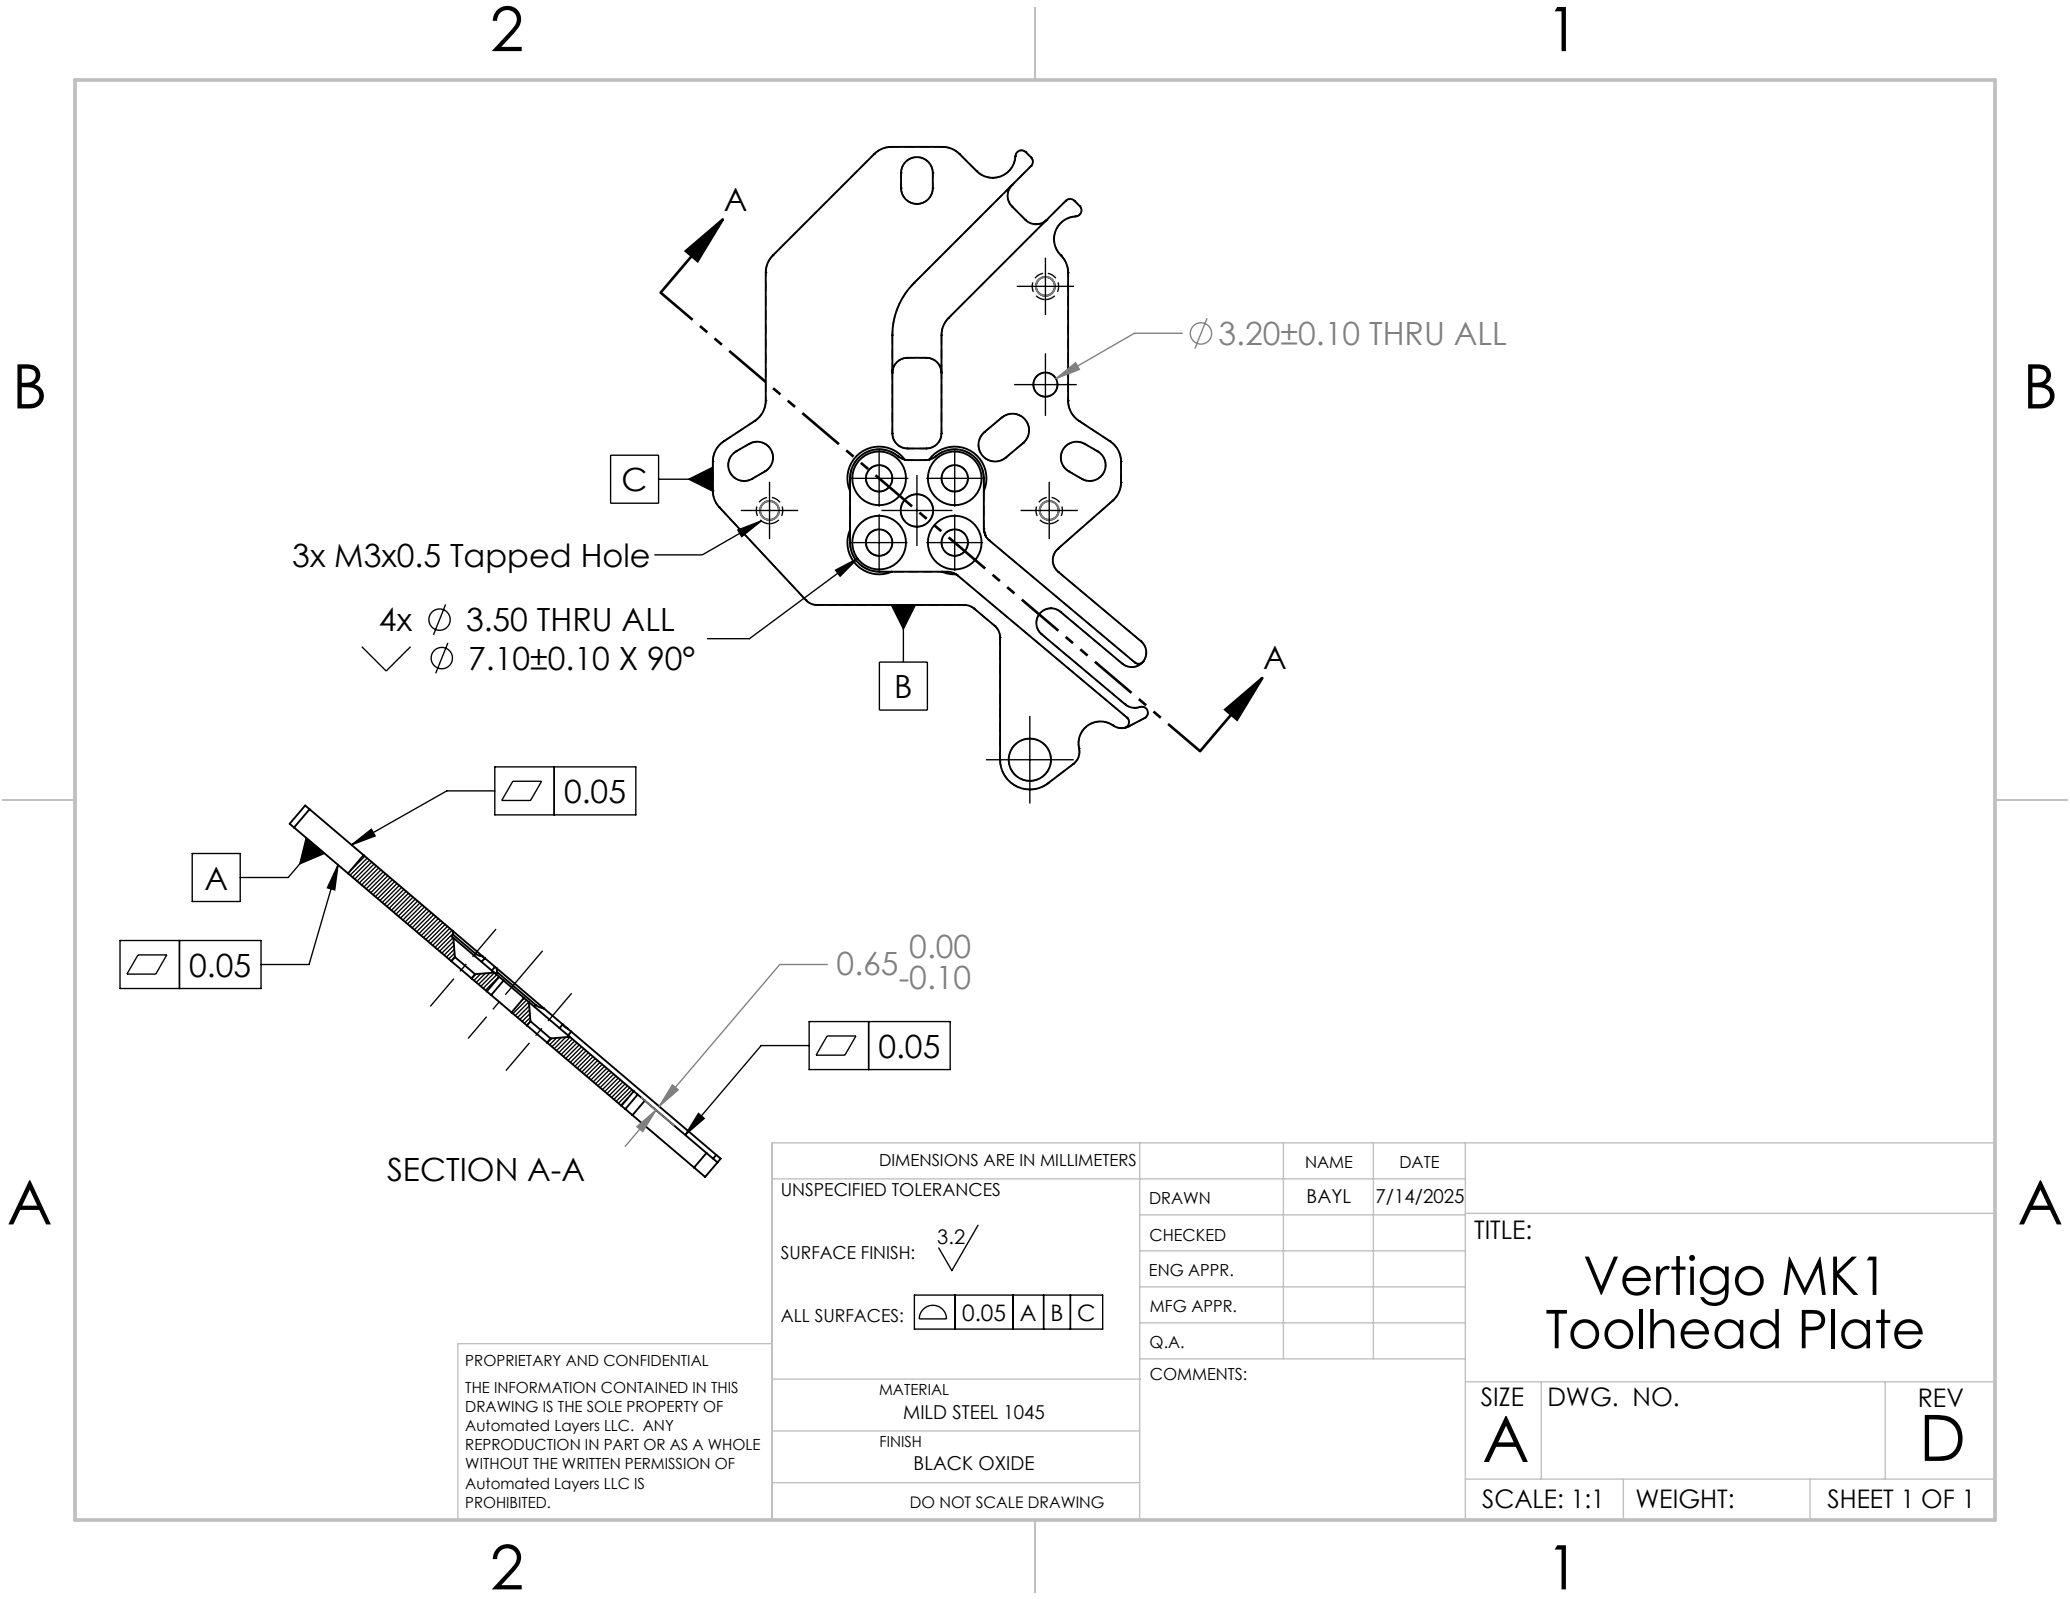 2
1
B
B
A
A
2
1
A
A
⌀3.20±0.10 THRU ALL
C
3x M3x0.5 Tapped Hole
4x ⌀ 3.50 THRU ALL
⌵ ⌀ 7.10±0.10 X 90°
B
⏥ 0.05
A
⏥ 0.05
0.65 0.00
-0.10
⏥ 0.05
SECTION A-A
DIMENSIONS ARE IN MILLIMETERS
UNSPECIFIED TOLERANCES
SURFACE FINISH: 3.2
ALL SURFACES: ⌓ 0.05 A B C
MATERIAL
MILD STEEL 1045
FINISH
BLACK OXIDE
DO NOT SCALE DRAWING
NAME DATE
DRAWN BAYL 7/14/2025
CHECKED
ENG APPR.
MFG APPR.
Q.A.
COMMENTS:
TITLE:
Vertigo MK1
Toolhead Plate
SIZE DWG. NO. REV
A D
SCALE: 1:1 WEIGHT: SHEET 1 OF 1
PROPRIETARY AND CONFIDENTIAL
THE INFORMATION CONTAINED IN THIS
DRAWING IS THE SOLE PROPERTY OF
Automated Layers LLC. ANY
REPRODUCTION IN PART OR AS A WHOLE
WITHOUT THE WRITTEN PERMISSION OF
Automated Layers LLC IS
PROHIBITED.